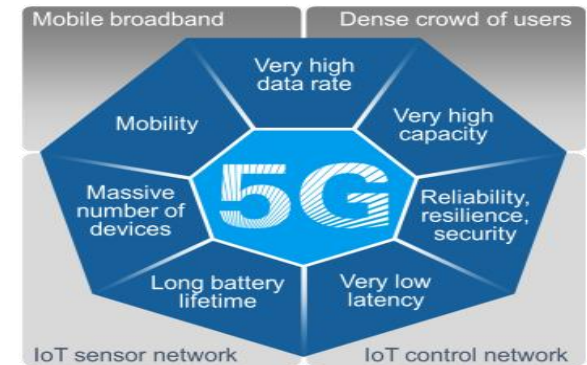 Mobile broadband
Dense crowd of users
Very high
data rate
Mobility
Very high
capacity
5G
Massive
number of
devices
Reliability,
resilience,
security
Long battery
lifetime
Very low
latency
IoT sensor network
IoT control network